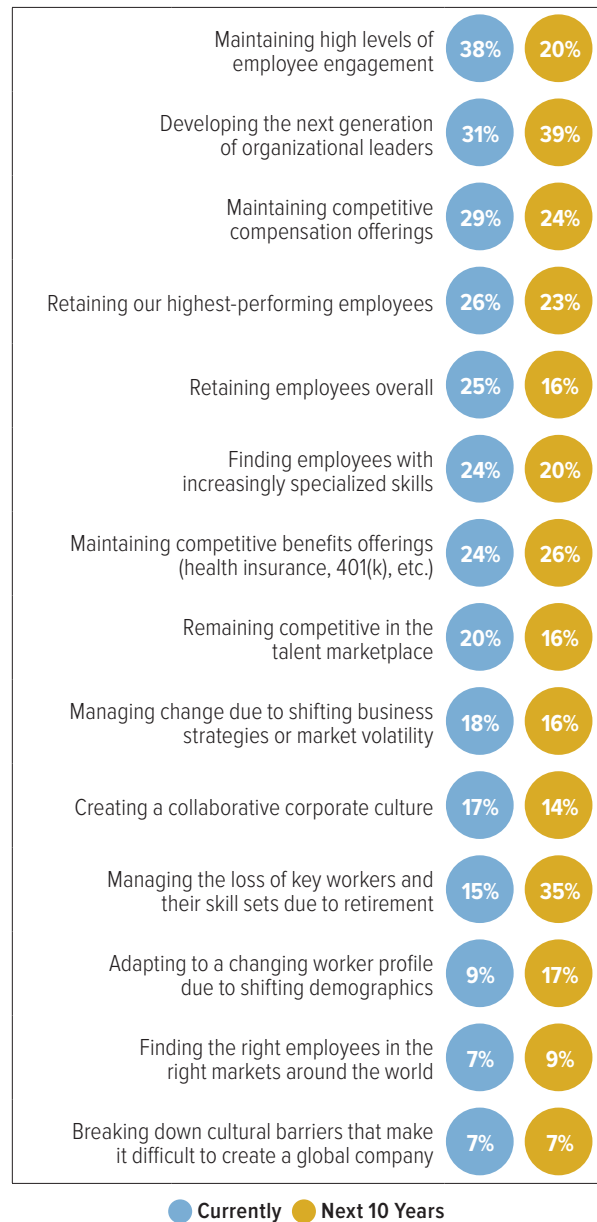 Maintaining high levels of
employee engagement
38%
20%
Developing the next generation
of organizational leaders
31%
39%
Maintaining competitive
compensation offerings
29%
24%
Retaining our highest-performing employees
26%
23%
Retaining employees overall
25%
16%
Finding employees with
increasingly specialized skills
24%
20%
Maintaining competitive benefits offerings
(health insurance, 401(k), etc.)
24%
26%
Remaining competitive in the
talent marketplace
20%
16%
Managing change due to shifting business
strategies or market volatility
18%
16%
Creating a collaborative corporate culture
17%
14%
Managing the loss of key workers and
their skill sets due to retirement
15%
35%
Adapting to a changing worker profile
due to shifting demographics
9%
17%
Finding the right employees in the
right markets around the world
7%
9%
Breaking down cultural barriers that make
it difficult to create a global company
7%
7%
Currently
Next 10 Years